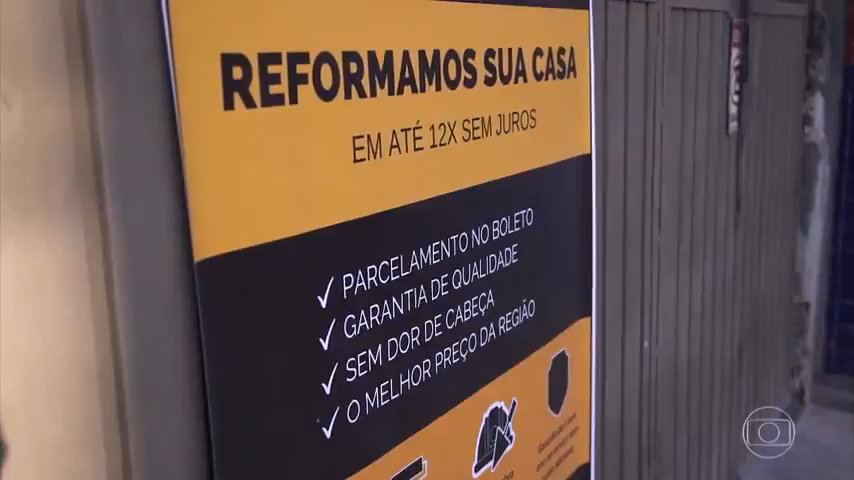 REFORMAMOS SUA CASA
EM ATÉ 12X SEM JUROS
✓ PARCELAMENTO NO BOLETO
✓ GARANTIA DE QUALIDADE
✓ SEM DOR DE CABEÇA
✓ O MELHOR PREÇO DA REGIÃO